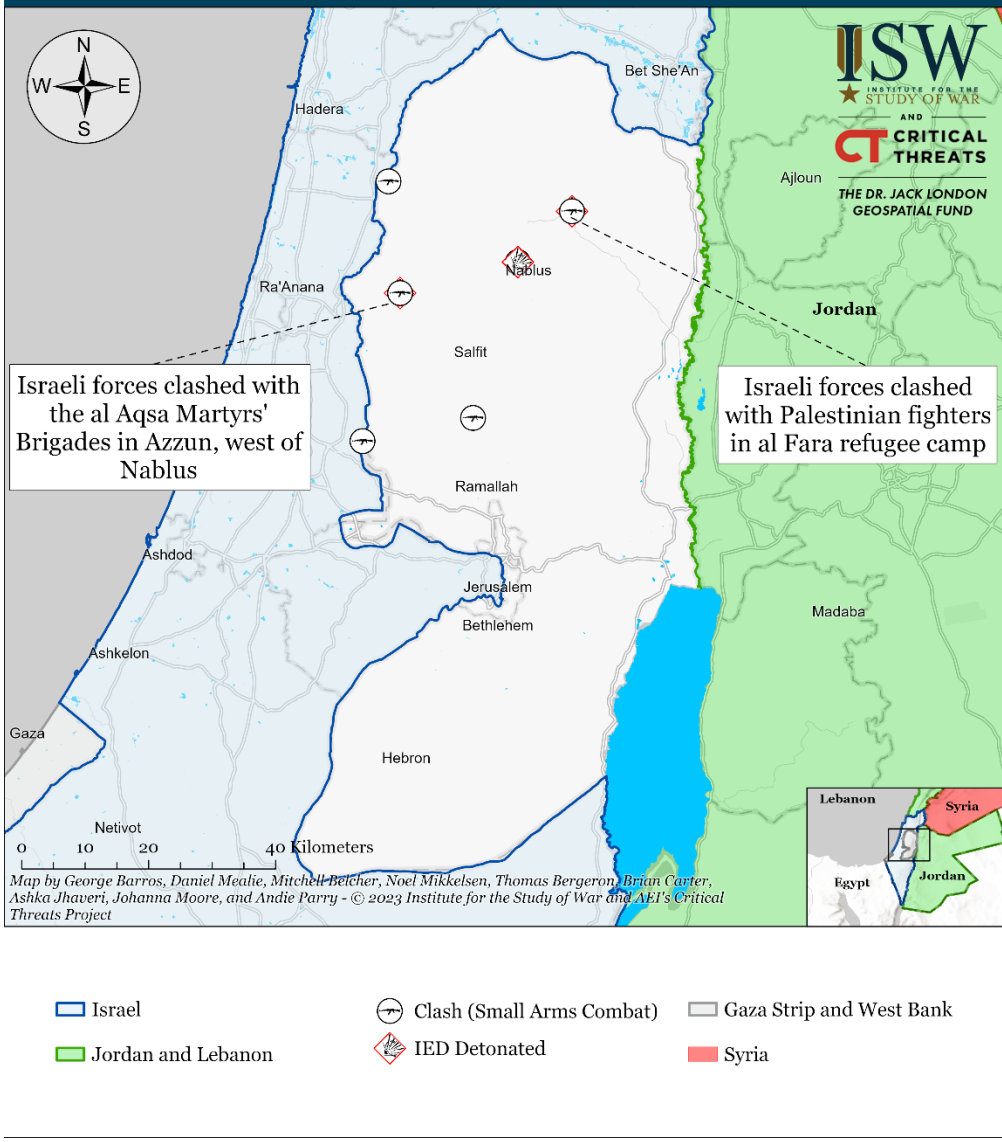 N
W
E
S
Hadera
Bet She'An
ISW
INSTITUTE FOR THE
STUDY OF WAR
AND
CT CRITICAL
THREATS
THE DR. JACK LONDON
GEOSPATIAL FUND
Ajloun
Nablus
Ra'Anana
Jordan
Salfit
Israeli forces clashed with
the al Aqsa Martyrs'
Brigades in Azzun, west of
Nablus
Israeli forces clashed
with Palestinian fighters
in al Fara refugee camp
Ramallah
Ashdod
Jerusalem
Bethlehem
Madaba
Ashkelon
Gaza
Hebron
Netivot
0 10 20 40 Kilometers
Map by George Barros, Daniel Mealie, Mitchell Belcher, Noel Mikkelsen, Thomas Bergeron, Brian Carter,
Ashka Jhaveri, Johanna Moore, and Andie Parry - © 2023 Institute for the Study of War and AEI's Critical
Threats Project
Lebanon
Syria
Egypt
Jordan
Israel
Clash (Small Arms Combat)
Gaza Strip and West Bank
Jordan and Lebanon
IED Detonated
Syria